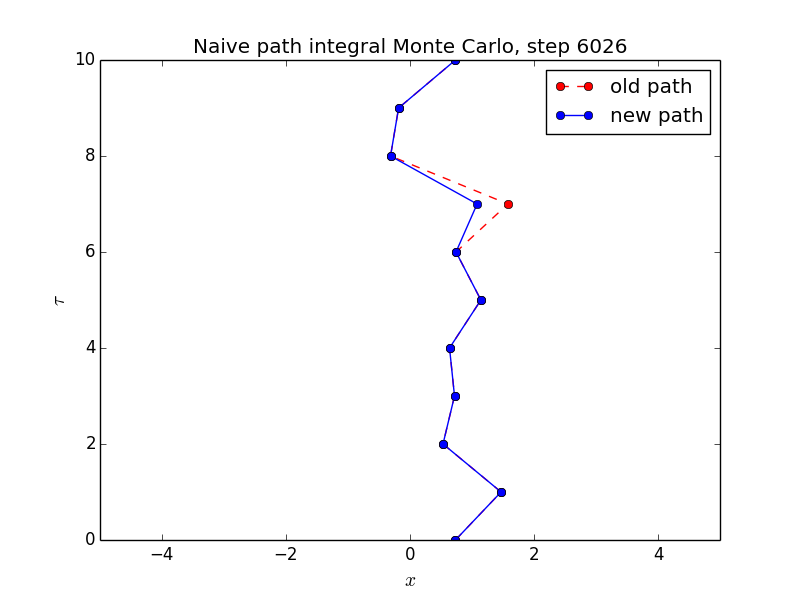 Naive path integral Monte Carlo, step 6026
old path
new path
10
8
6
4
2
0
τ
−4 −2 0 2 4
x